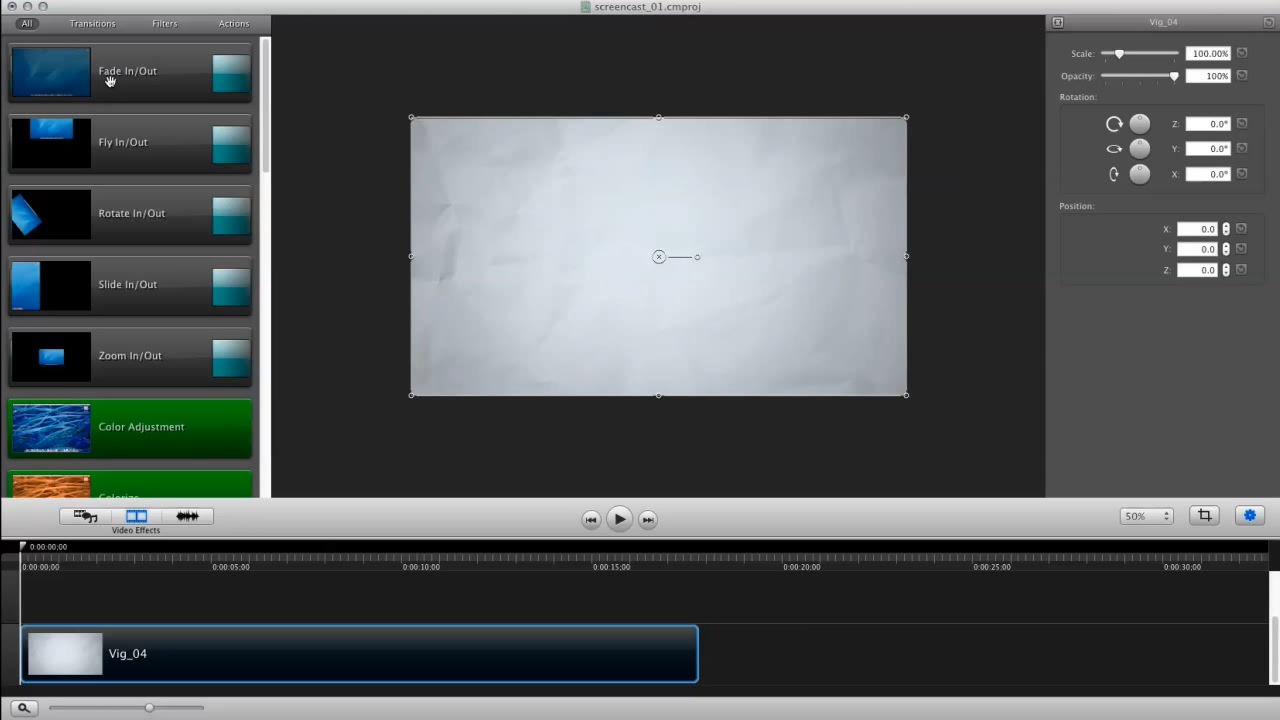 screencast_01.cmproj
All Transitions Filters Actions
Vig_04
Fade In/Out
Fly In/Out
Rotate In/Out
Slide In/Out
Zoom In/Out
Color Adjustment
Colorize
Scale: 100.00%
Opacity: 100%
Rotation:
Z: 0.0°
Y: 0.0°
X: 0.0°
Position:
X: 0.0
Y: 0.0
Z: 0.0
Video Effects
50%
0:00:00;00
0:00:00;00 0:00:05;00 0:00:10;00 0:00:15;00 0:00:20;00 0:00:25;00 0:00:30;00
Vig_04